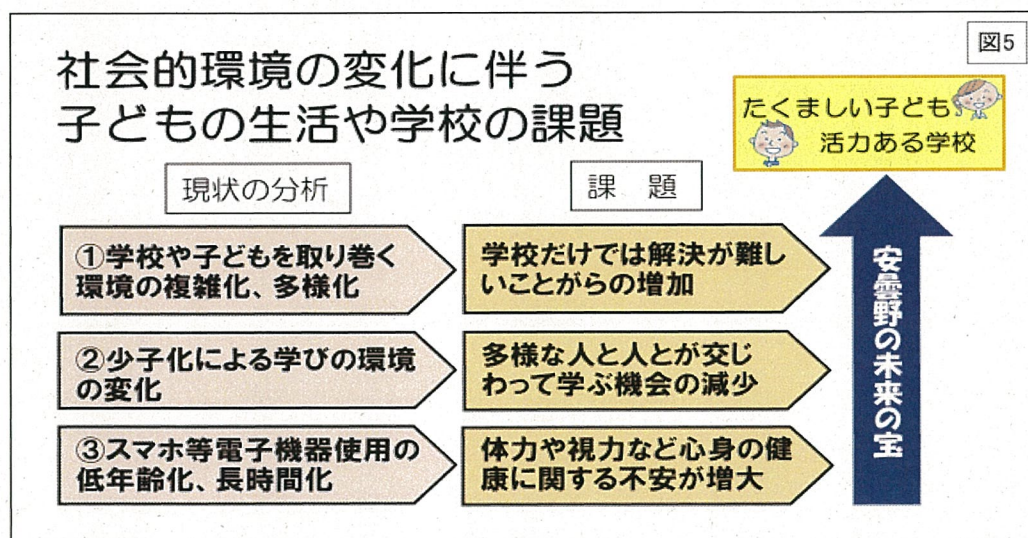 図5
社会的環境の変化に伴う
子どもの生活や学校の課題
たくましい子ども
活力ある学校
現状の分析
課 題
①学校や子どもを取り巻く
環境の複雑化、多様化
学校だけでは解決が難し
いことがらの増加
②少子化による学びの環境
の変化
多様な人と人とが交じ
わって学ぶ機会の減少
③スマホ等電子機器使用の
低年齢化、長時間化
体力や視力など心身の健
康に関する不安が増大
安曇野の未来の宝